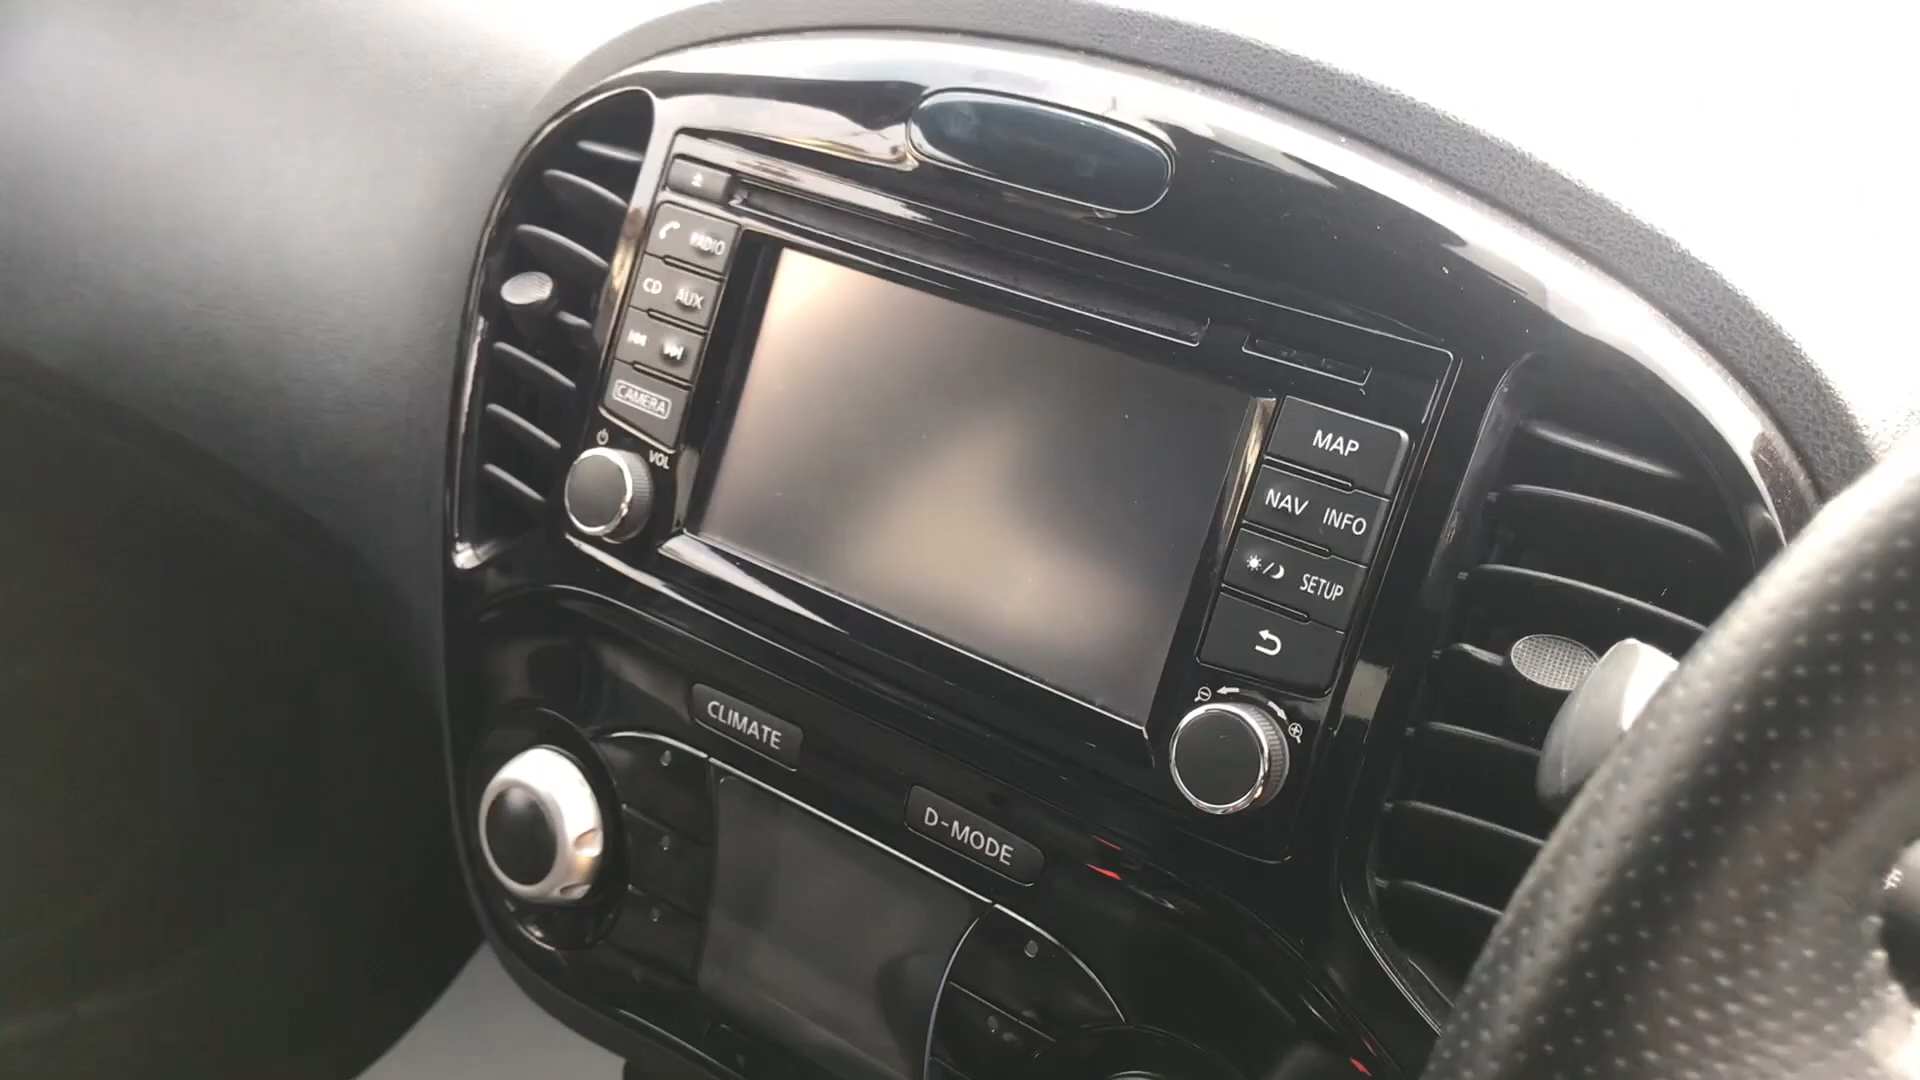 RADIO
CD AUX
CAMERA
VOL
MAP
NAV INFO
SETUP
CLIMATE
D-MODE